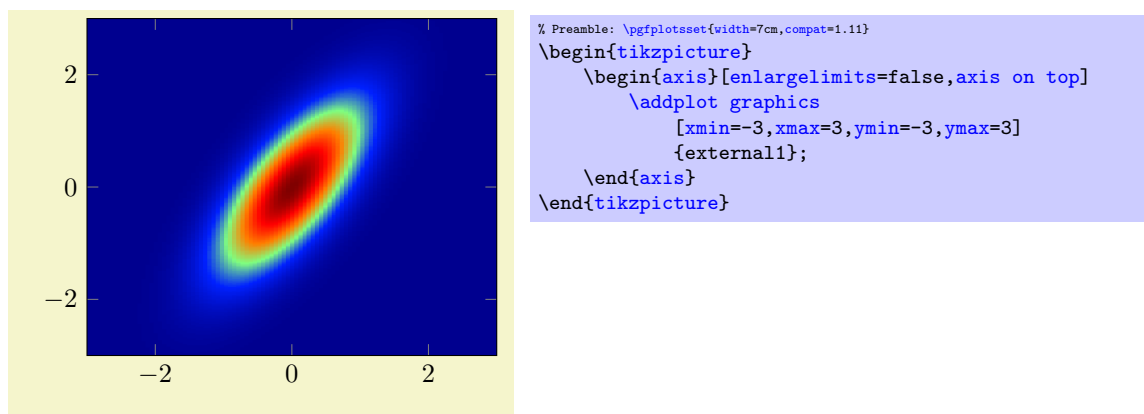 2
0
−2
−2 0 2
% Preamble: \pgfplotsset{width=7cm,compat=1.11}
\begin{tikzpicture}
    \begin{axis}[enlargelimits=false,axis on top]
        \addplot graphics
            [xmin=-3,xmax=3,ymin=-3,ymax=3]
            {external1};
    \end{axis}
\end{tikzpicture}